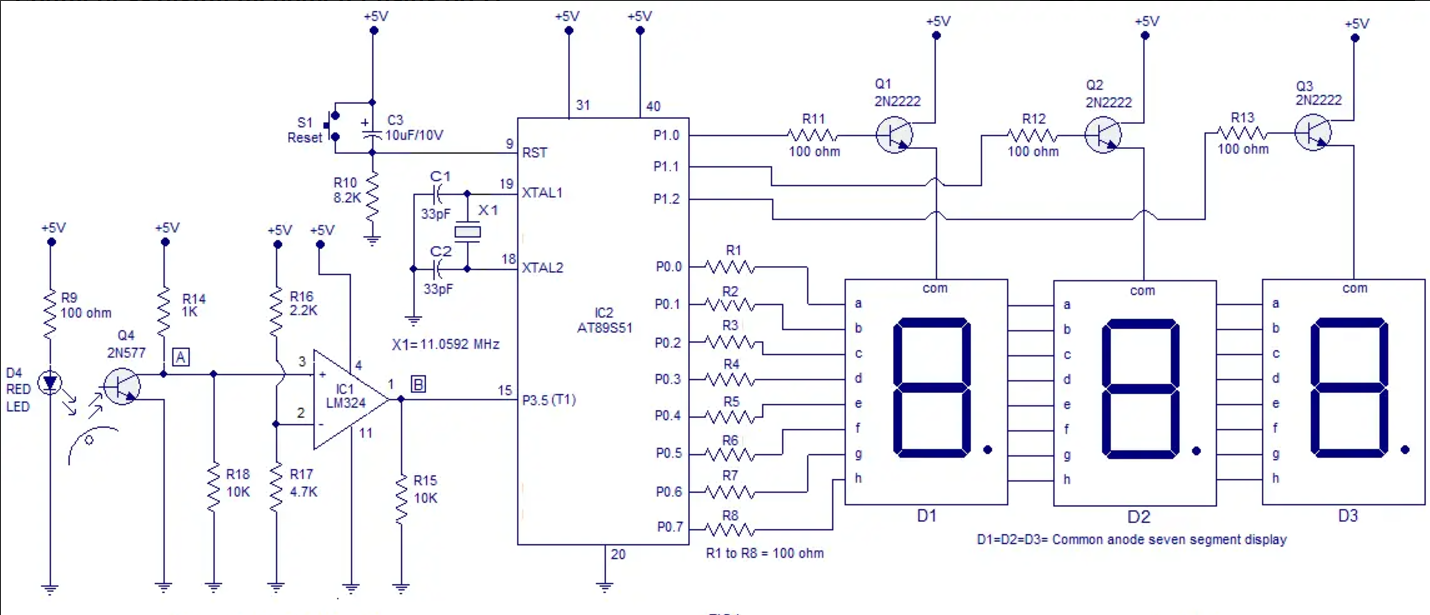 +5V
+5V
+5V
+5V
+5V
+5V
S1
Reset
+
C3
10uF/10V
31
40
9
RST
R10
8.2K
C1
33pF
19
XTAL1
X1
C2
33pF
18
XTAL2
X1=11.0592 MHz
IC2
AT89S51
P1.0
P1.1
P1.2
R11
100 ohm
Q1
2N2222
R12
100 ohm
Q2
2N2222
R13
100 ohm
Q3
2N2222
+5V
+5V
+5V
+5V
R9
100 ohm
D4
RED
LED
Q4
2N577
R14
1K
A
R18
10K
R16
2.2K
R17
4.7K
3
+
2
-
IC1
LM324
4
11
1
B
R15
10K
15
P3.5 (T1)
20
P0.0
R1
P0.1
R2
P0.2
R3
P0.3
R4
P0.4
R5
P0.5
R6
P0.6
R7
P0.7
R8
R1 to R8 = 100 ohm
com
a
b
c
d
e
f
g
h
D1
com
a
b
c
d
e
f
g
h
D2
com
a
b
c
d
e
f
g
h
D3
D1=D2=D3= Common anode seven segment display